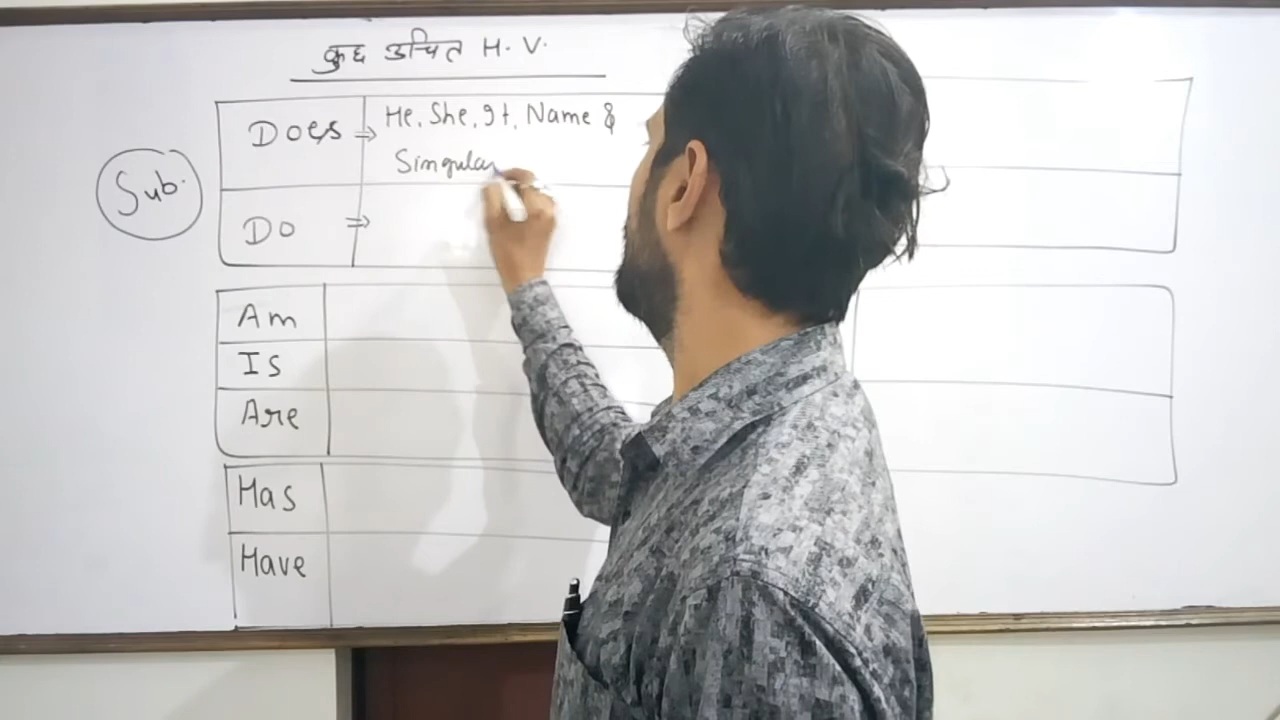 कुछ उचित H. V.
Sub.
Does ⇒ He, She, It, Name &
Singular
Do ⇒
Am
Is
Are
Has
Have